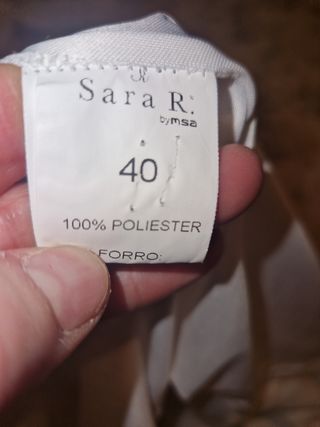 R
Sara R.
by msa
40
100% POLIESTER
FORRO: